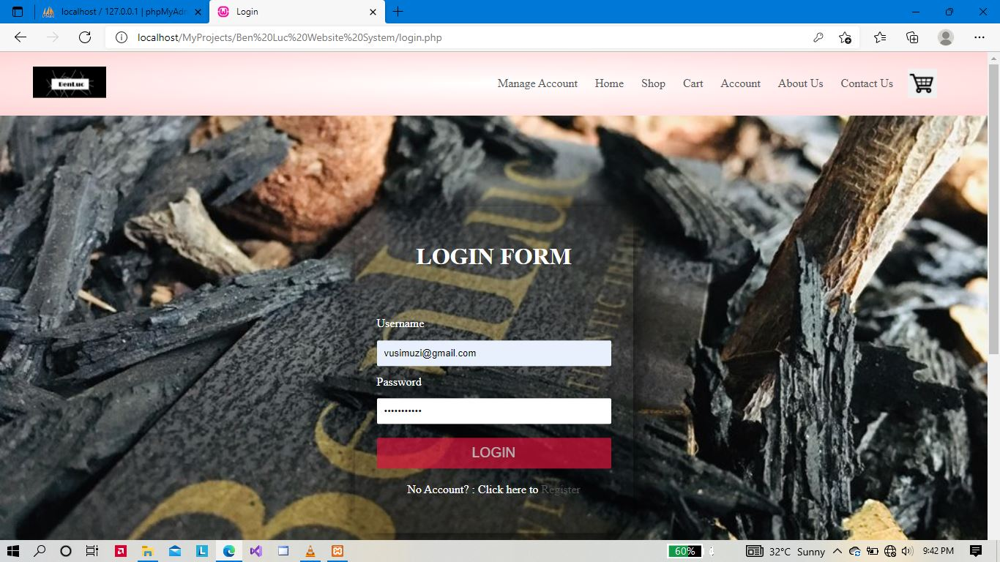 localhost / 127.0.0.1 | phpMyAdm
Login
localhost/MyProjects/Ben%20Luc%20Website%20System/login.php
BenLuc
Manage Account Home Shop Cart Account About Us Contact Us
BenLuc
LOGIN FORM
Username
vusimuzi@gmail.com
Password
•••••••••••
LOGIN
No Account? : Click here to Register
60%
32°C Sunny
9:42 PM